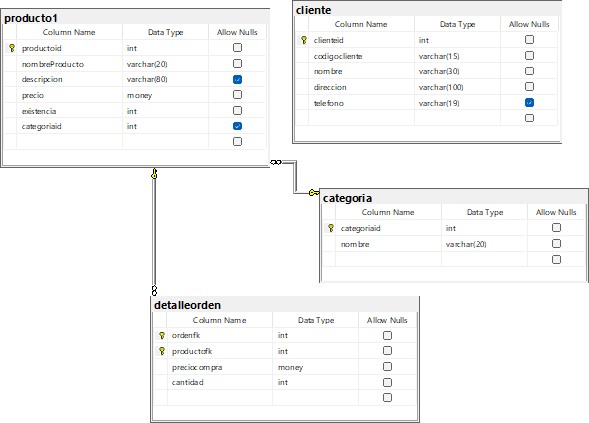 producto1
Column Name Data Type Allow Nulls
productoid int
nombreProducto varchar(20)
descripcion varchar(80)
precio money
existencia int
categoriaid int
cliente
Column Name Data Type Allow Nulls
clienteid int
codigocliente varchar(15)
nombre varchar(30)
direccion varchar(100)
telefono varchar(19)
categoria
Column Name Data Type Allow Nulls
categoriaid int
nombre varchar(20)
detalleorden
Column Name Data Type Allow Nulls
ordenfk int
productofk int
preciocompra money
cantidad int